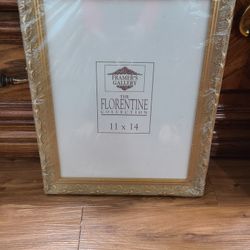 FRAMER'S
GALLERY
THE
FLORENTINE
COLLECTION
11 x 14